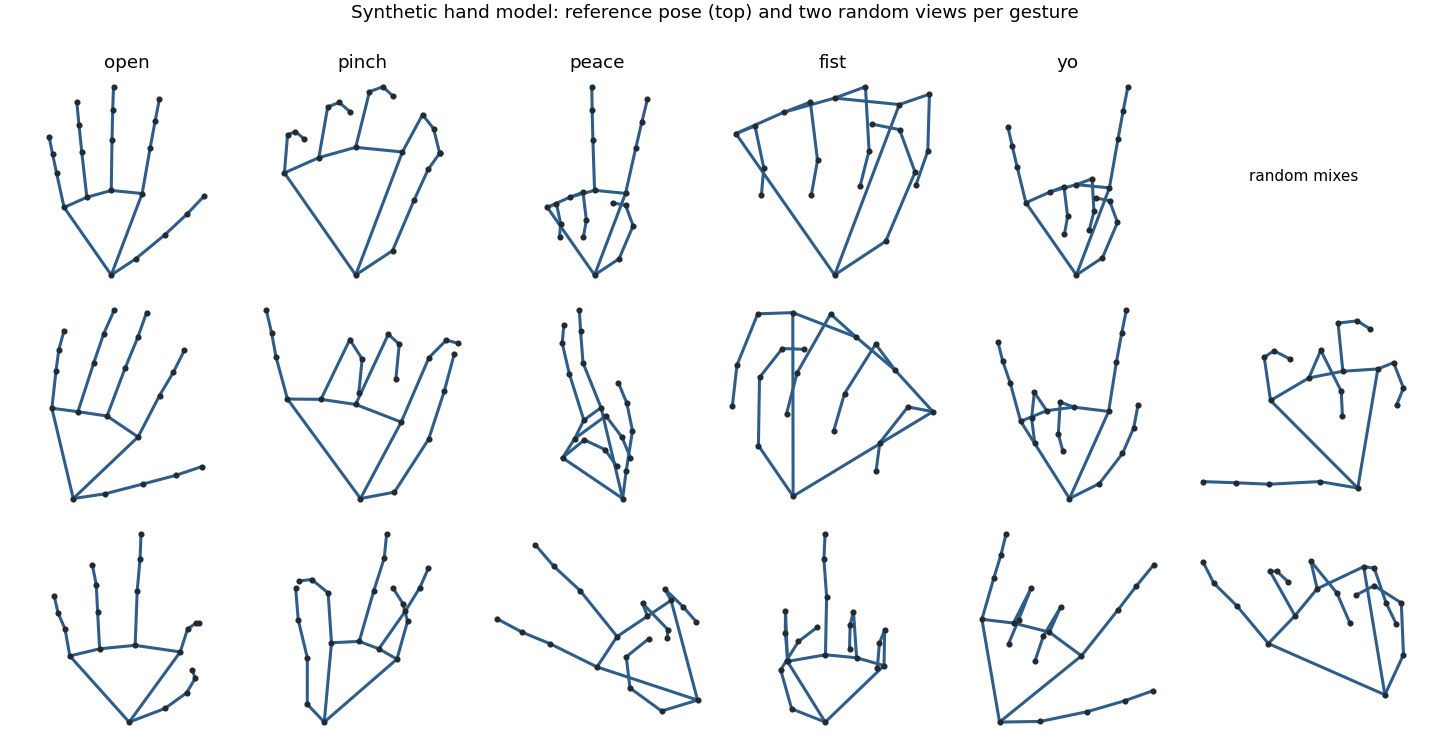 Synthetic hand model: reference pose (top) and two random views per gesture
open pinch peace fist yo
random mixes